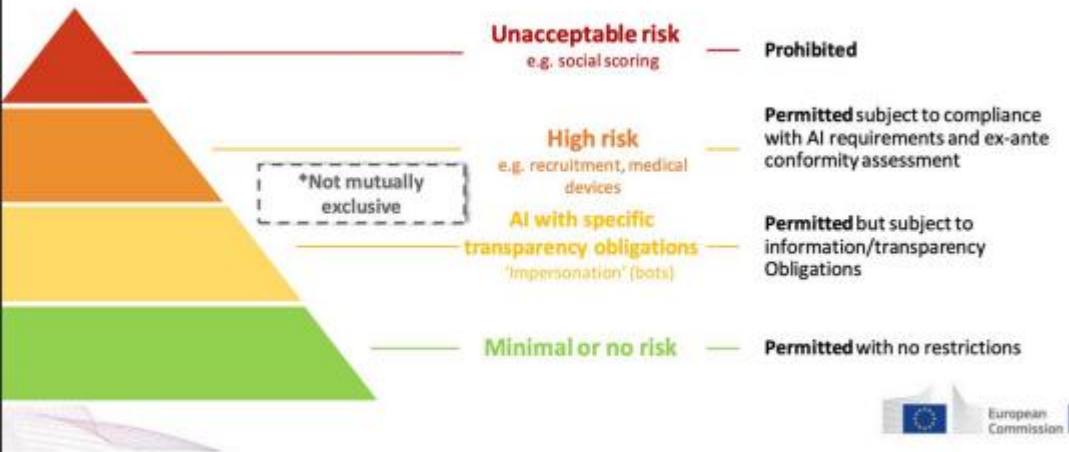 Unacceptable risk
e.g. social scoring
Prohibited
High risk
e.g. recruitment, medical
devices
Permitted subject to compliance
with AI requirements and ex-ante
conformity assessment
*Not mutually
exclusive
AI with specific
transparency obligations
'Impersonation' (bots)
Permitted but subject to
information/transparency
Obligations
Minimal or no risk
Permitted with no restrictions
European
Commission